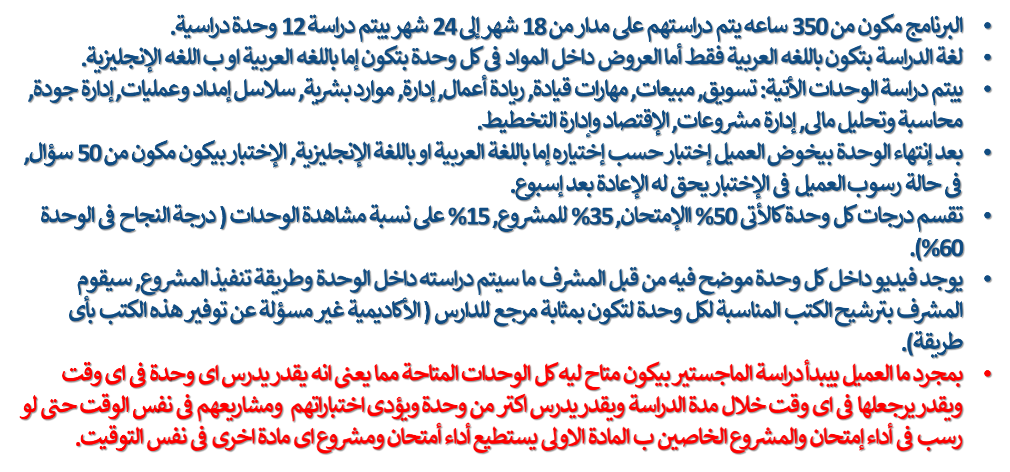 • البرنامج مكون من 350 ساعه يتم دراستهم على مدار من 18 شهر إلى 24 شهر بيتم دراسة 12 وحدة دراسية.
• لغة الدراسة بتكون باللغه العربية فقط أما العروض داخل المواد فى كل وحدة بتكون إما باللغه العربية او ب اللغه الإنجليزية.
• بيتم دراسة الوحدات الأتية: تسويق, مبيعات, مهارات قيادة, ريادة أعمال, إدارة, موارد بشرية, سلاسل إمداد وعمليات, إدارة جودة,
محاسبة وتحليل مالى, إدارة مشروعات, الإقتصاد وإدارة التخطيط.
• بعد إنتهاء الوحدة بيخوض العميل إختبار حسب إختياره إما باللغة العربية او باللغة الإنجليزية, الإختبار بيكون مكون من 50 سؤال,
فى حالة رسوب العميل فى الإختبار يحق له الإعادة بعد إسبوع.
• تقسم درجات كل وحدة كالأتى 50% االإمتحان, 35% للمشروع, 15% على نسبة مشاهدة الوحدات ( درجة النجاح فى الوحدة
60%).
• يوجد فيديو داخل كل وحدة موضح فيه من قبل المشرف ما سيتم دراسته داخل الوحدة وطريقة تنفيذ المشروع, سيقوم
المشرف بترشيح الكتب المناسبة لكل وحدة لتكون بمثابة مرجع للدارس ( الأكاديمية غير مسؤلة عن توفير هذه الكتب بأى
طريقة).
• بمجرد ما العميل بيبدأ دراسة الماجستير بيكون متاح ليه كل الوحدات المتاحة مما يعنى انه يقدر يدرس اى وحدة فى اى وقت
ويقدر يرجعلها فى اى وقت خلال مدة الدراسة ويقدر يدرس اكتر من وحدة ويؤدى اختباراتهم ومشاريعهم فى نفس الوقت حتى لو
رسب فى أداء إمتحان والمشروع الخاصين ب المادة الاولى يستطيع أداء أمتحان ومشروع اى مادة اخرى فى نفس التوقيت.